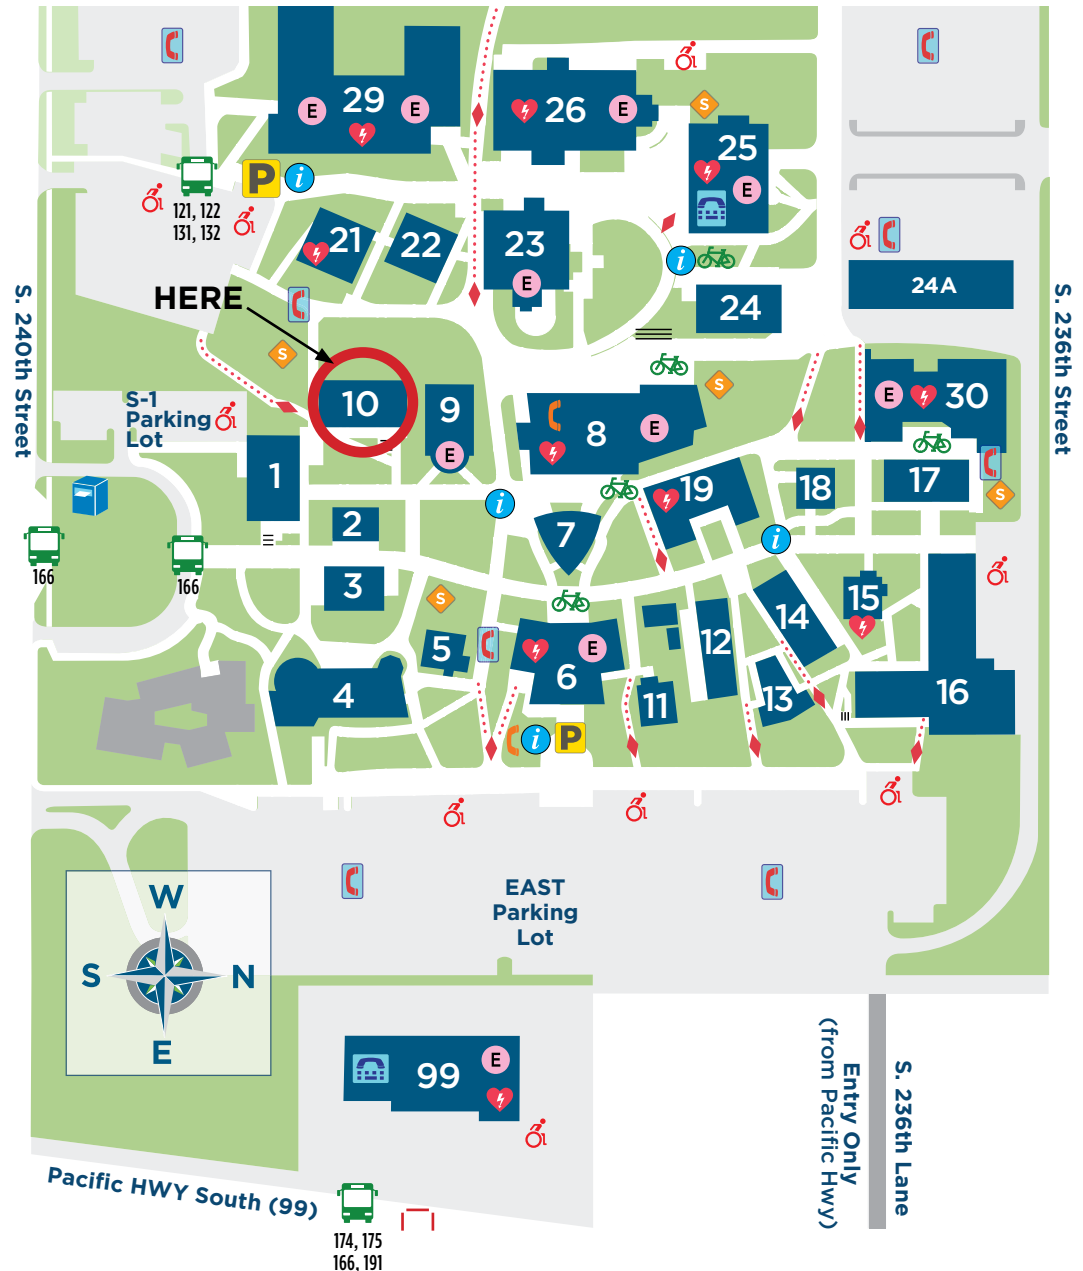 29
E
E
26
E
S
25
E
P
i
121, 122
131, 132
21
22
23
E
i
24
24A
HERE
S. 240th Street
S. 236th Street
S
10
9
E
8
E
S
E
30
S-1
Parking
Lot
1
2
3
i
7
19
18
17
S
i
166
166
S
5
4
E
6
11
12
13
14
15
16
i
P
EAST
Parking
Lot
W
S
N
E
99
E
Entry Only
(from Pacific Hwy)
S. 236th Lane
Pacific HWY South (99)
174, 175
166, 191